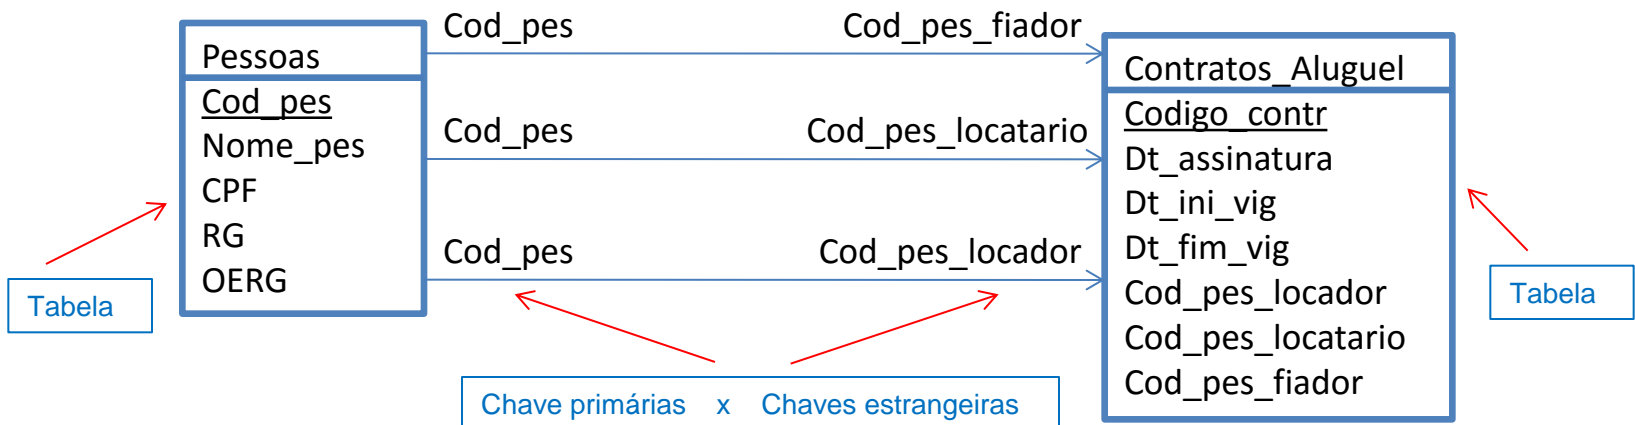 Pessoas
Cod_pes
Nome_pes
CPF
RG
OERG
Cod_pes Cod_pes_fiador
Cod_pes Cod_pes_locatario
Cod_pes Cod_pes_locador
Contratos_Aluguel
Codigo_contr
Dt_assinatura
Dt_ini_vig
Dt_fim_vig
Cod_pes_locador
Cod_pes_locatario
Cod_pes_fiador
Tabela
Tabela
Chave primárias x Chaves estrangeiras